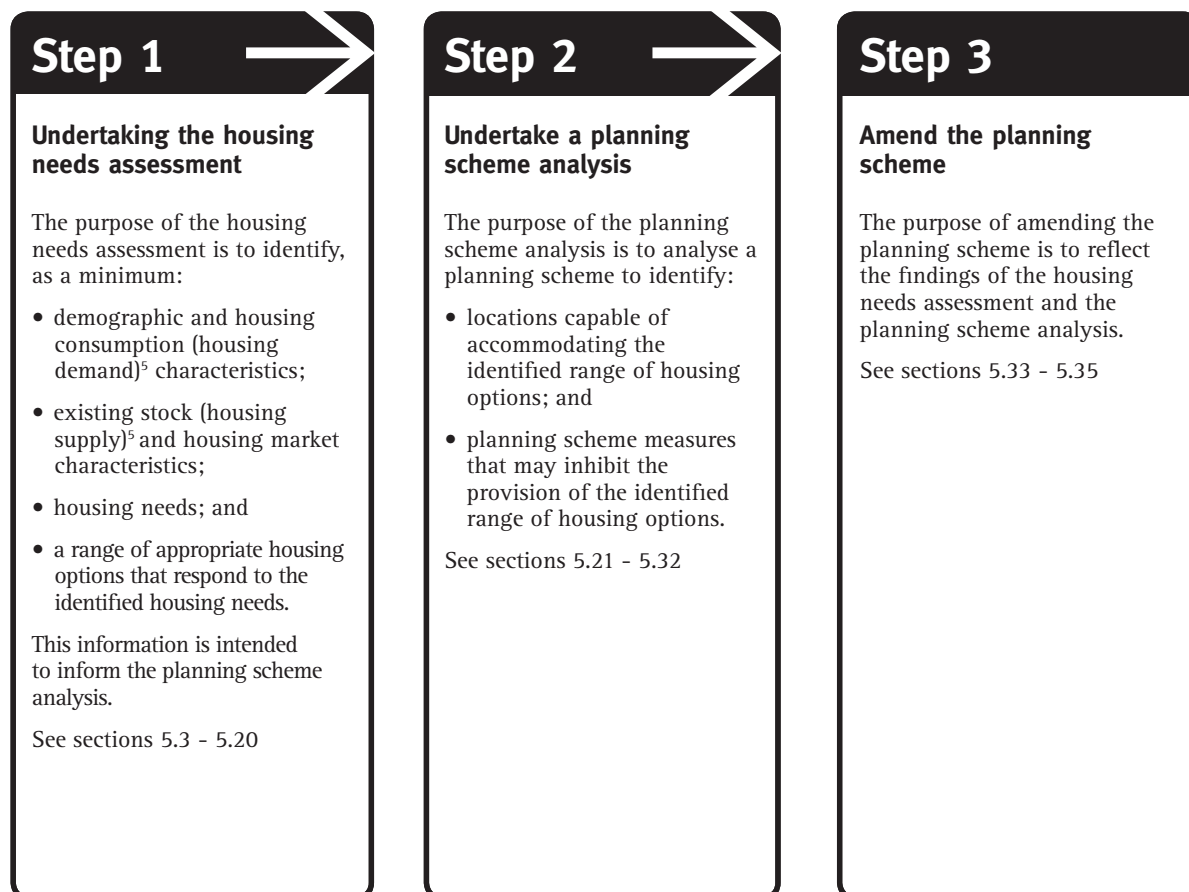 Step 1
Undertaking the housing
needs assessment
The purpose of the housing
needs assessment is to identify,
as a minimum:
• demographic and housing
consumption (housing
demand)⁵ characteristics;
• existing stock (housing
supply)⁵ and housing market
characteristics;
• housing needs; and
• a range of appropriate housing
options that respond to the
identified housing needs.
This information is intended
to inform the planning scheme
analysis.
See sections 5.3 - 5.20
Step 2
Undertake a planning
scheme analysis
The purpose of the planning
scheme analysis is to analyse a
planning scheme to identify:
• locations capable of
accommodating the
identified range of housing
options; and
• planning scheme measures
that may inhibit the
provision of the identified
range of housing options.
See sections 5.21 - 5.32
Step 3
Amend the planning
scheme
The purpose of amending the
planning scheme is to reflect
the findings of the housing
needs assessment and the
planning scheme analysis.
See sections 5.33 - 5.35